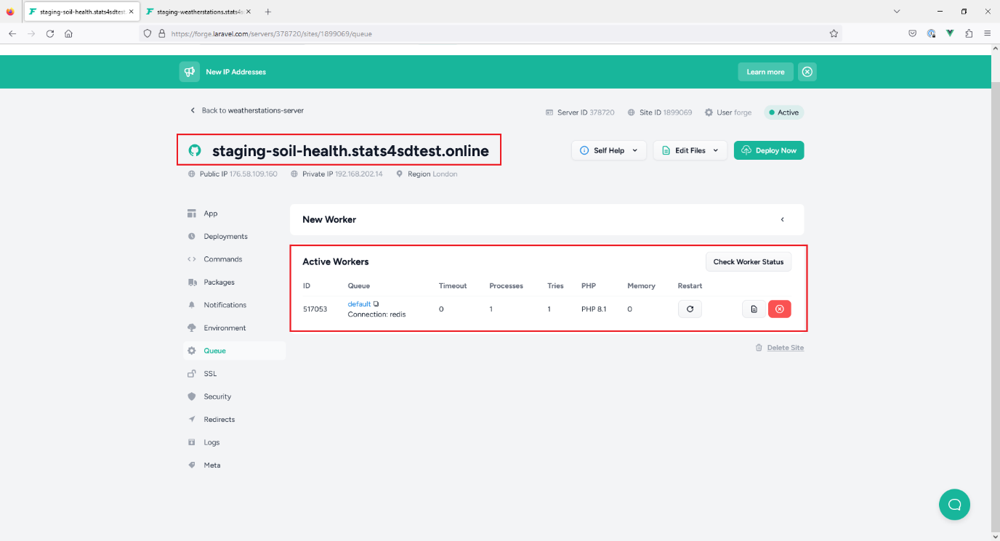 staging-soil-health.stats4sdtest.
staging-weatherstations.stats4s
https://forge.laravel.com/servers/378720/sites/1899069/queue
New IP Addresses
Learn more
Back to weatherstations-server
Server ID 378720
Site ID 1899069
User forge
Active
staging-soil-health.stats4sdtest.online
Self Help
Edit Files
Deploy Now
Public IP 176.58.109.160
Private IP 192.168.202.14
Region London
App
Deployments
Commands
Packages
Notifications
Environment
Queue
SSL
Security
Redirects
Logs
Meta
New Worker
Active Workers
Check Worker Status
ID Queue Timeout Processes Tries PHP Memory Restart
517053 default 0 1 1 PHP 8.1 0
Connection: redis
Delete Site